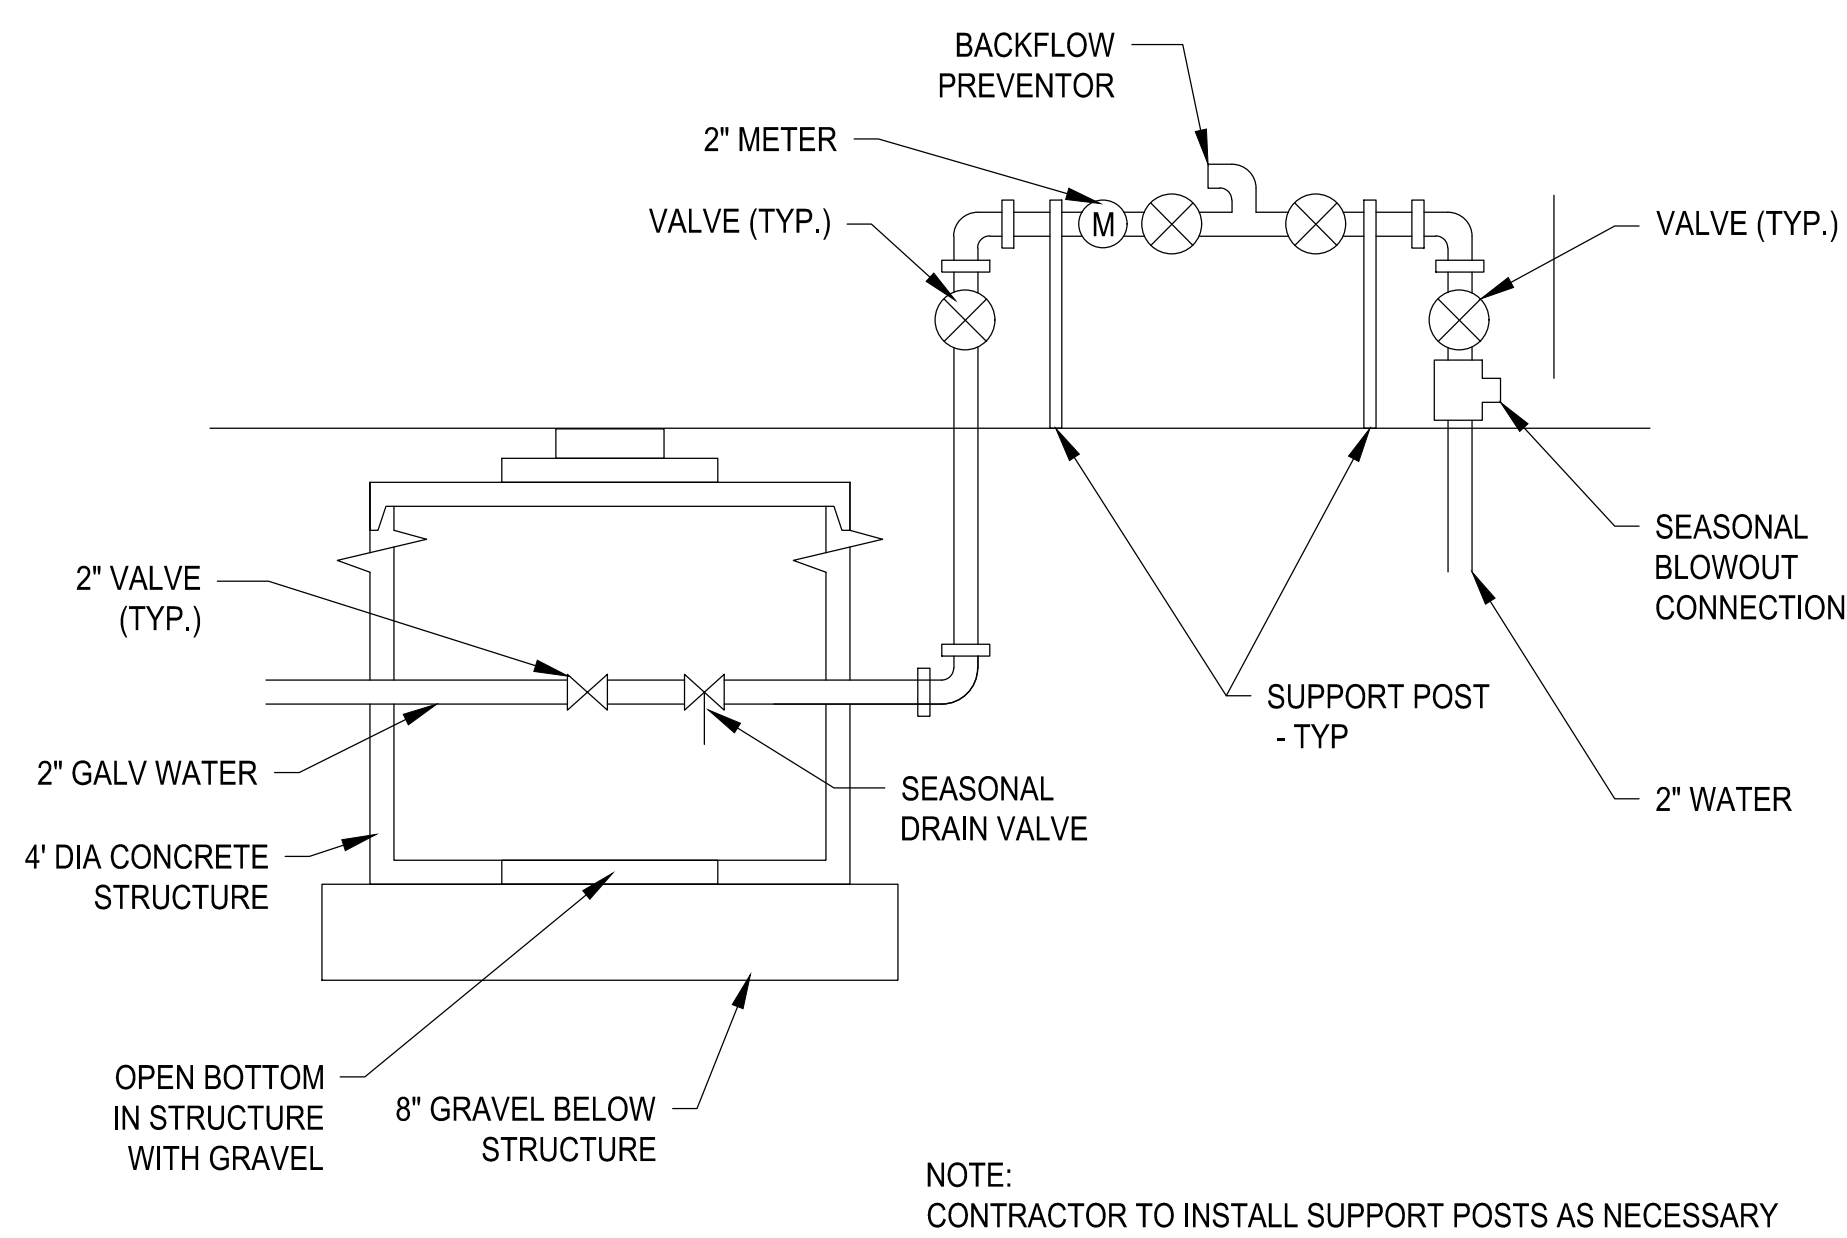 BACKFLOW
PREVENTOR
2" METER
VALVE (TYP.)
VALVE (TYP.)
M
SEASONAL
BLOWOUT
CONNECTION
2" VALVE
(TYP.)
SUPPORT POST
- TYP
2" GALV WATER
SEASONAL
DRAIN VALVE
2" WATER
4' DIA CONCRETE
STRUCTURE
OPEN BOTTOM
IN STRUCTURE
WITH GRAVEL
8" GRAVEL BELOW
STRUCTURE
NOTE:
CONTRACTOR TO INSTALL SUPPORT POSTS AS NECESSARY